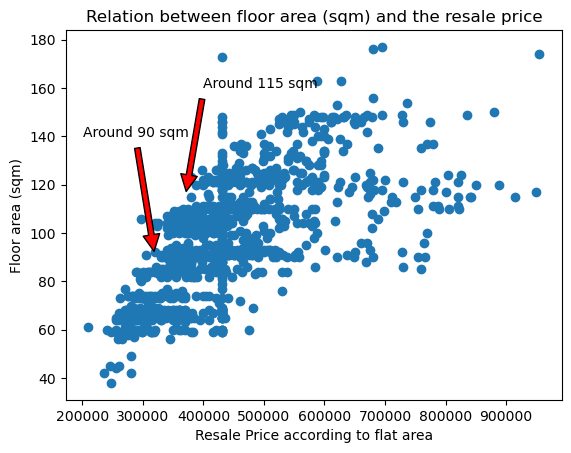 Relation between floor area (sqm) and the resale price
180
160
140
120
100
80
60
40
Floor area (sqm)
Around 115 sqm
Around 90 sqm
200000 300000 400000 500000 600000 700000 800000 900000
Resale Price according to flat area